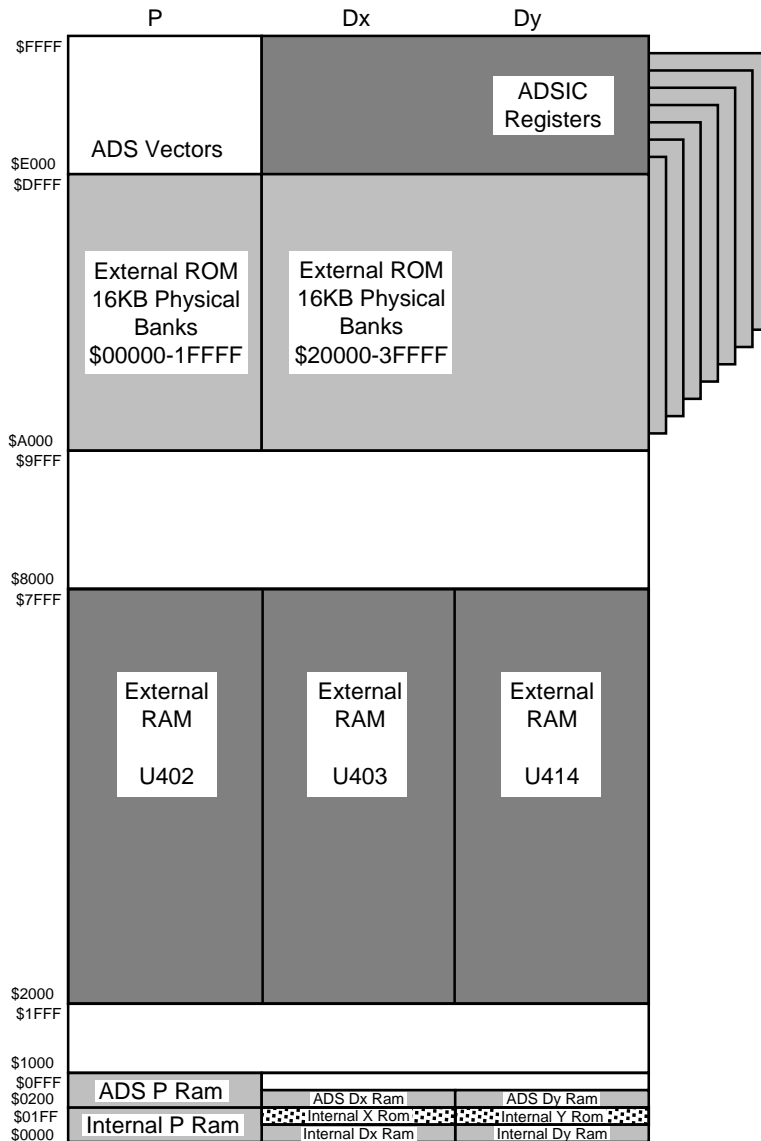 P
Dx
Dy
$FFFF
ADSIC
Registers
ADS Vectors
$E000
$DFFF
External ROM
16KB Physical
Banks
$00000-1FFFF
External ROM
16KB Physical
Banks
$20000-3FFFF
$A000
$9FFF
$8000
$7FFF
External
RAM
U402
External
RAM
U403
External
RAM
U414
$2000
$1FFF
$1000
$0FFF
ADS P Ram
ADS Dx Ram
ADS Dy Ram
$0200
$01FF
Internal P Ram
Internal X Rom
Internal Y Rom
$0000
Internal Dx Ram
Internal Dy Ram